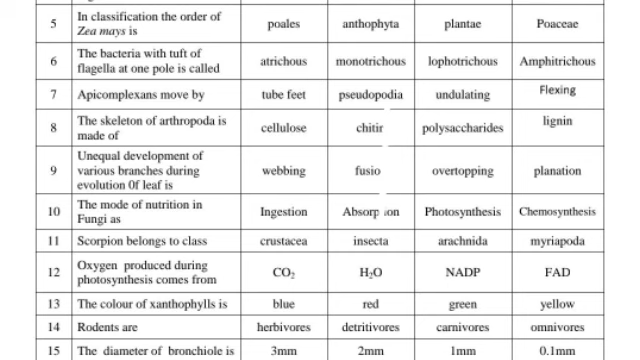 5 In classification the order of Zea mays is poales anthophyta plantae Poaceae
6 The bacteria with tuft of flagella at one pole is called atrichous monotrichous lophotrichous Amphitrichous
7 Apicomplexans move by tube feet pseudopodia undulating Flexing
8 The skeleton of arthropoda is made of cellulose polysaccharides lignin
9 Unequal development of various branches during evolution 0f leaf is webbing overtopping planation
10 The mode of nutrition in Fungi as Ingestion Photosynthesis Chemosynthesis
11 Scorpion belongs to class crustacea insecta arachnida myriapoda
12 Oxygen produced during photosynthesis comes from CO₂ H₂O NADP FAD
13 The colour of xanthophylls is blue red green yellow
14 Rodents are herbivores detritivores carnivores omnivores
15 The diameter of bronchiole is 3mm 2mm 1mm 0.1mm